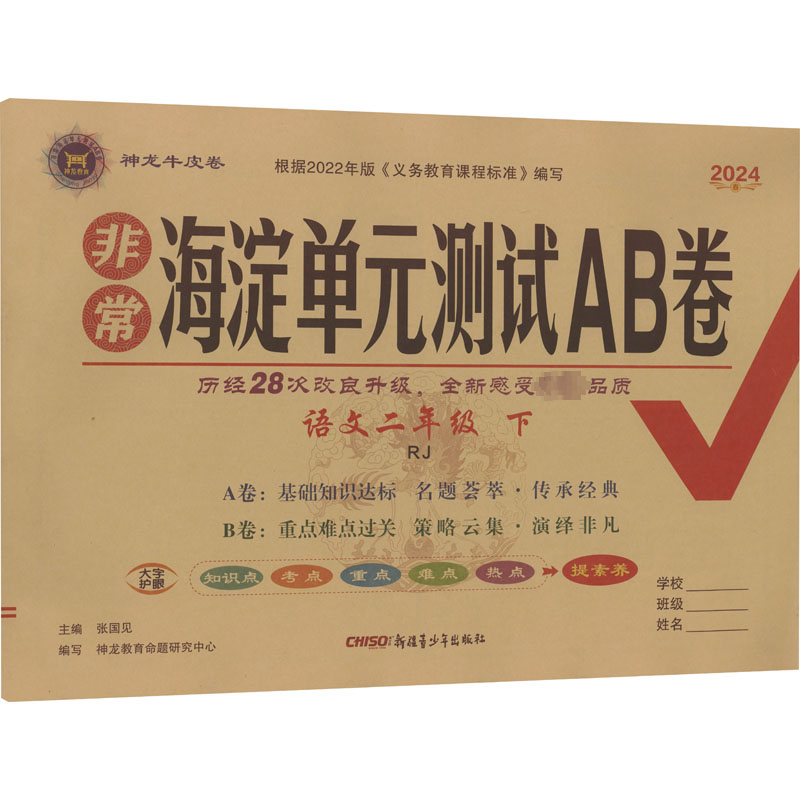 神龙教育
神龙牛皮卷
根据2022年版《义务教育课程标准》编写
2024
春
非常
海淀单元测试AB卷
历经28次改良升级，全新感受品质
语文二年级 下
RJ
A卷：基础知识达标 名题荟萃·传承经典
B卷：重点难点过关 策略云集·演绎非凡
大字护眼
知识点 考点 重点 难点 热点 提素养
学校
班级
姓名
主编 张国见
编写 神龙教育命题研究中心
CHISO 新疆青少年出版社